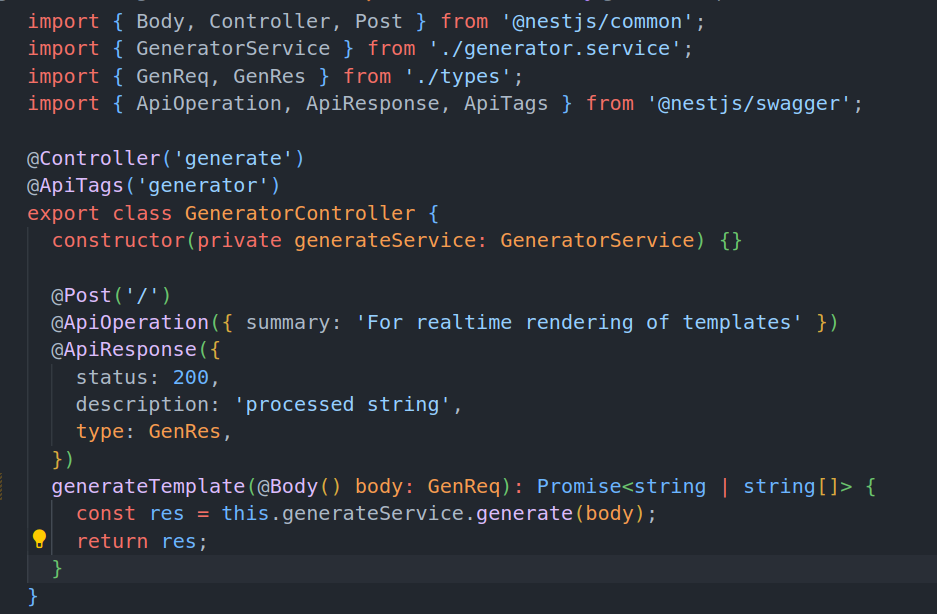 import { Body, Controller, Post } from '@nestjs/common';
import { GeneratorService } from './generator.service';
import { GenReq, GenRes } from './types';
import { ApiOperation, ApiResponse, ApiTags } from '@nestjs/swagger';

@Controller('generate')
@ApiTags('generator')
export class GeneratorController {
  constructor(private generateService: GeneratorService) {}

  @Post('/')
  @ApiOperation({ summary: 'For realtime rendering of templates' })
  @ApiResponse({
    status: 200,
    description: 'processed string',
    type: GenRes,
  })
  generateTemplate(@Body() body: GenReq): Promise<string | string[]> {
    const res = this.generateService.generate(body);
    return res;
  }
}